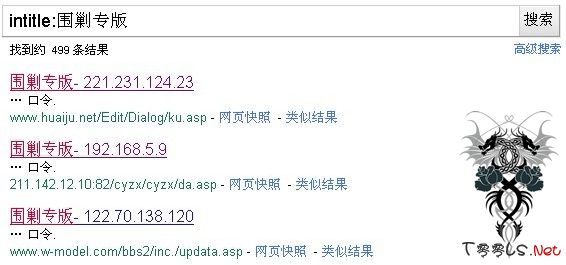 intitle:围剿专版 搜索
找到约 499 条结果 高级搜索
围剿专版- 221.231.124.23
··· 口令.
www.huaiju.net/Edit/Dialog/ku.asp - 网页快照 - 类似结果
围剿专版- 192.168.5.9
··· 口令.
211.142.12.10:82/cyzx/cyzx/da.asp - 网页快照 - 类似结果
围剿专版- 122.70.138.120
··· 口令.
www.w-model.com/bbs2/inc./updata.asp - 网页快照 - 类似结果
T00LS.Net